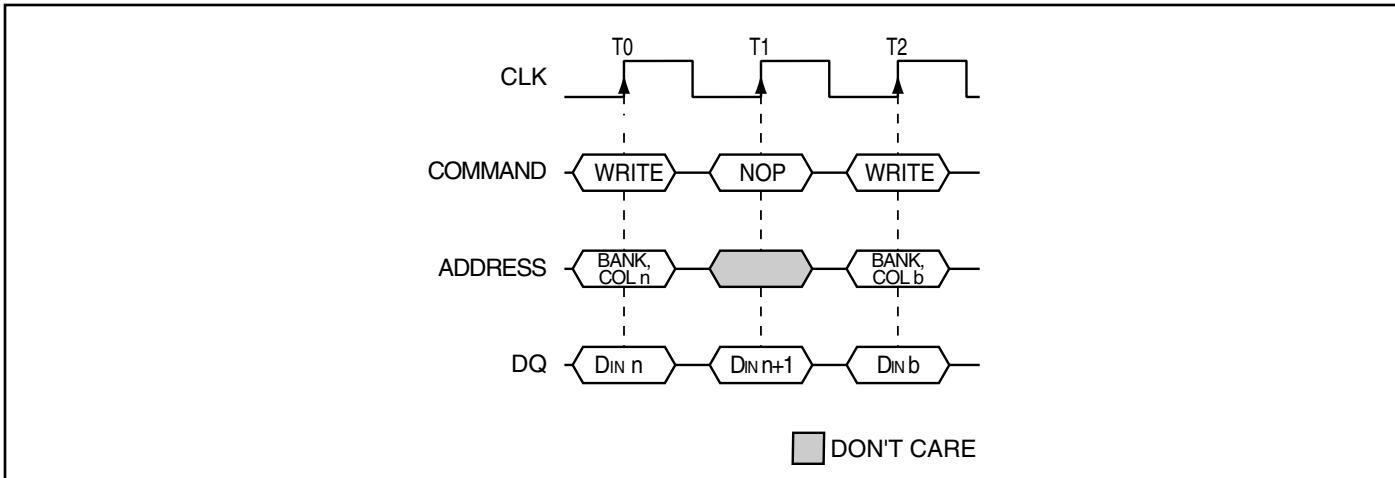 T0 T1 T2
CLK
COMMAND WRITE NOP WRITE
ADDRESS BANK, COL n BANK, COL b
DQ DIN n DIN n+1 DIN b
DON'T CARE